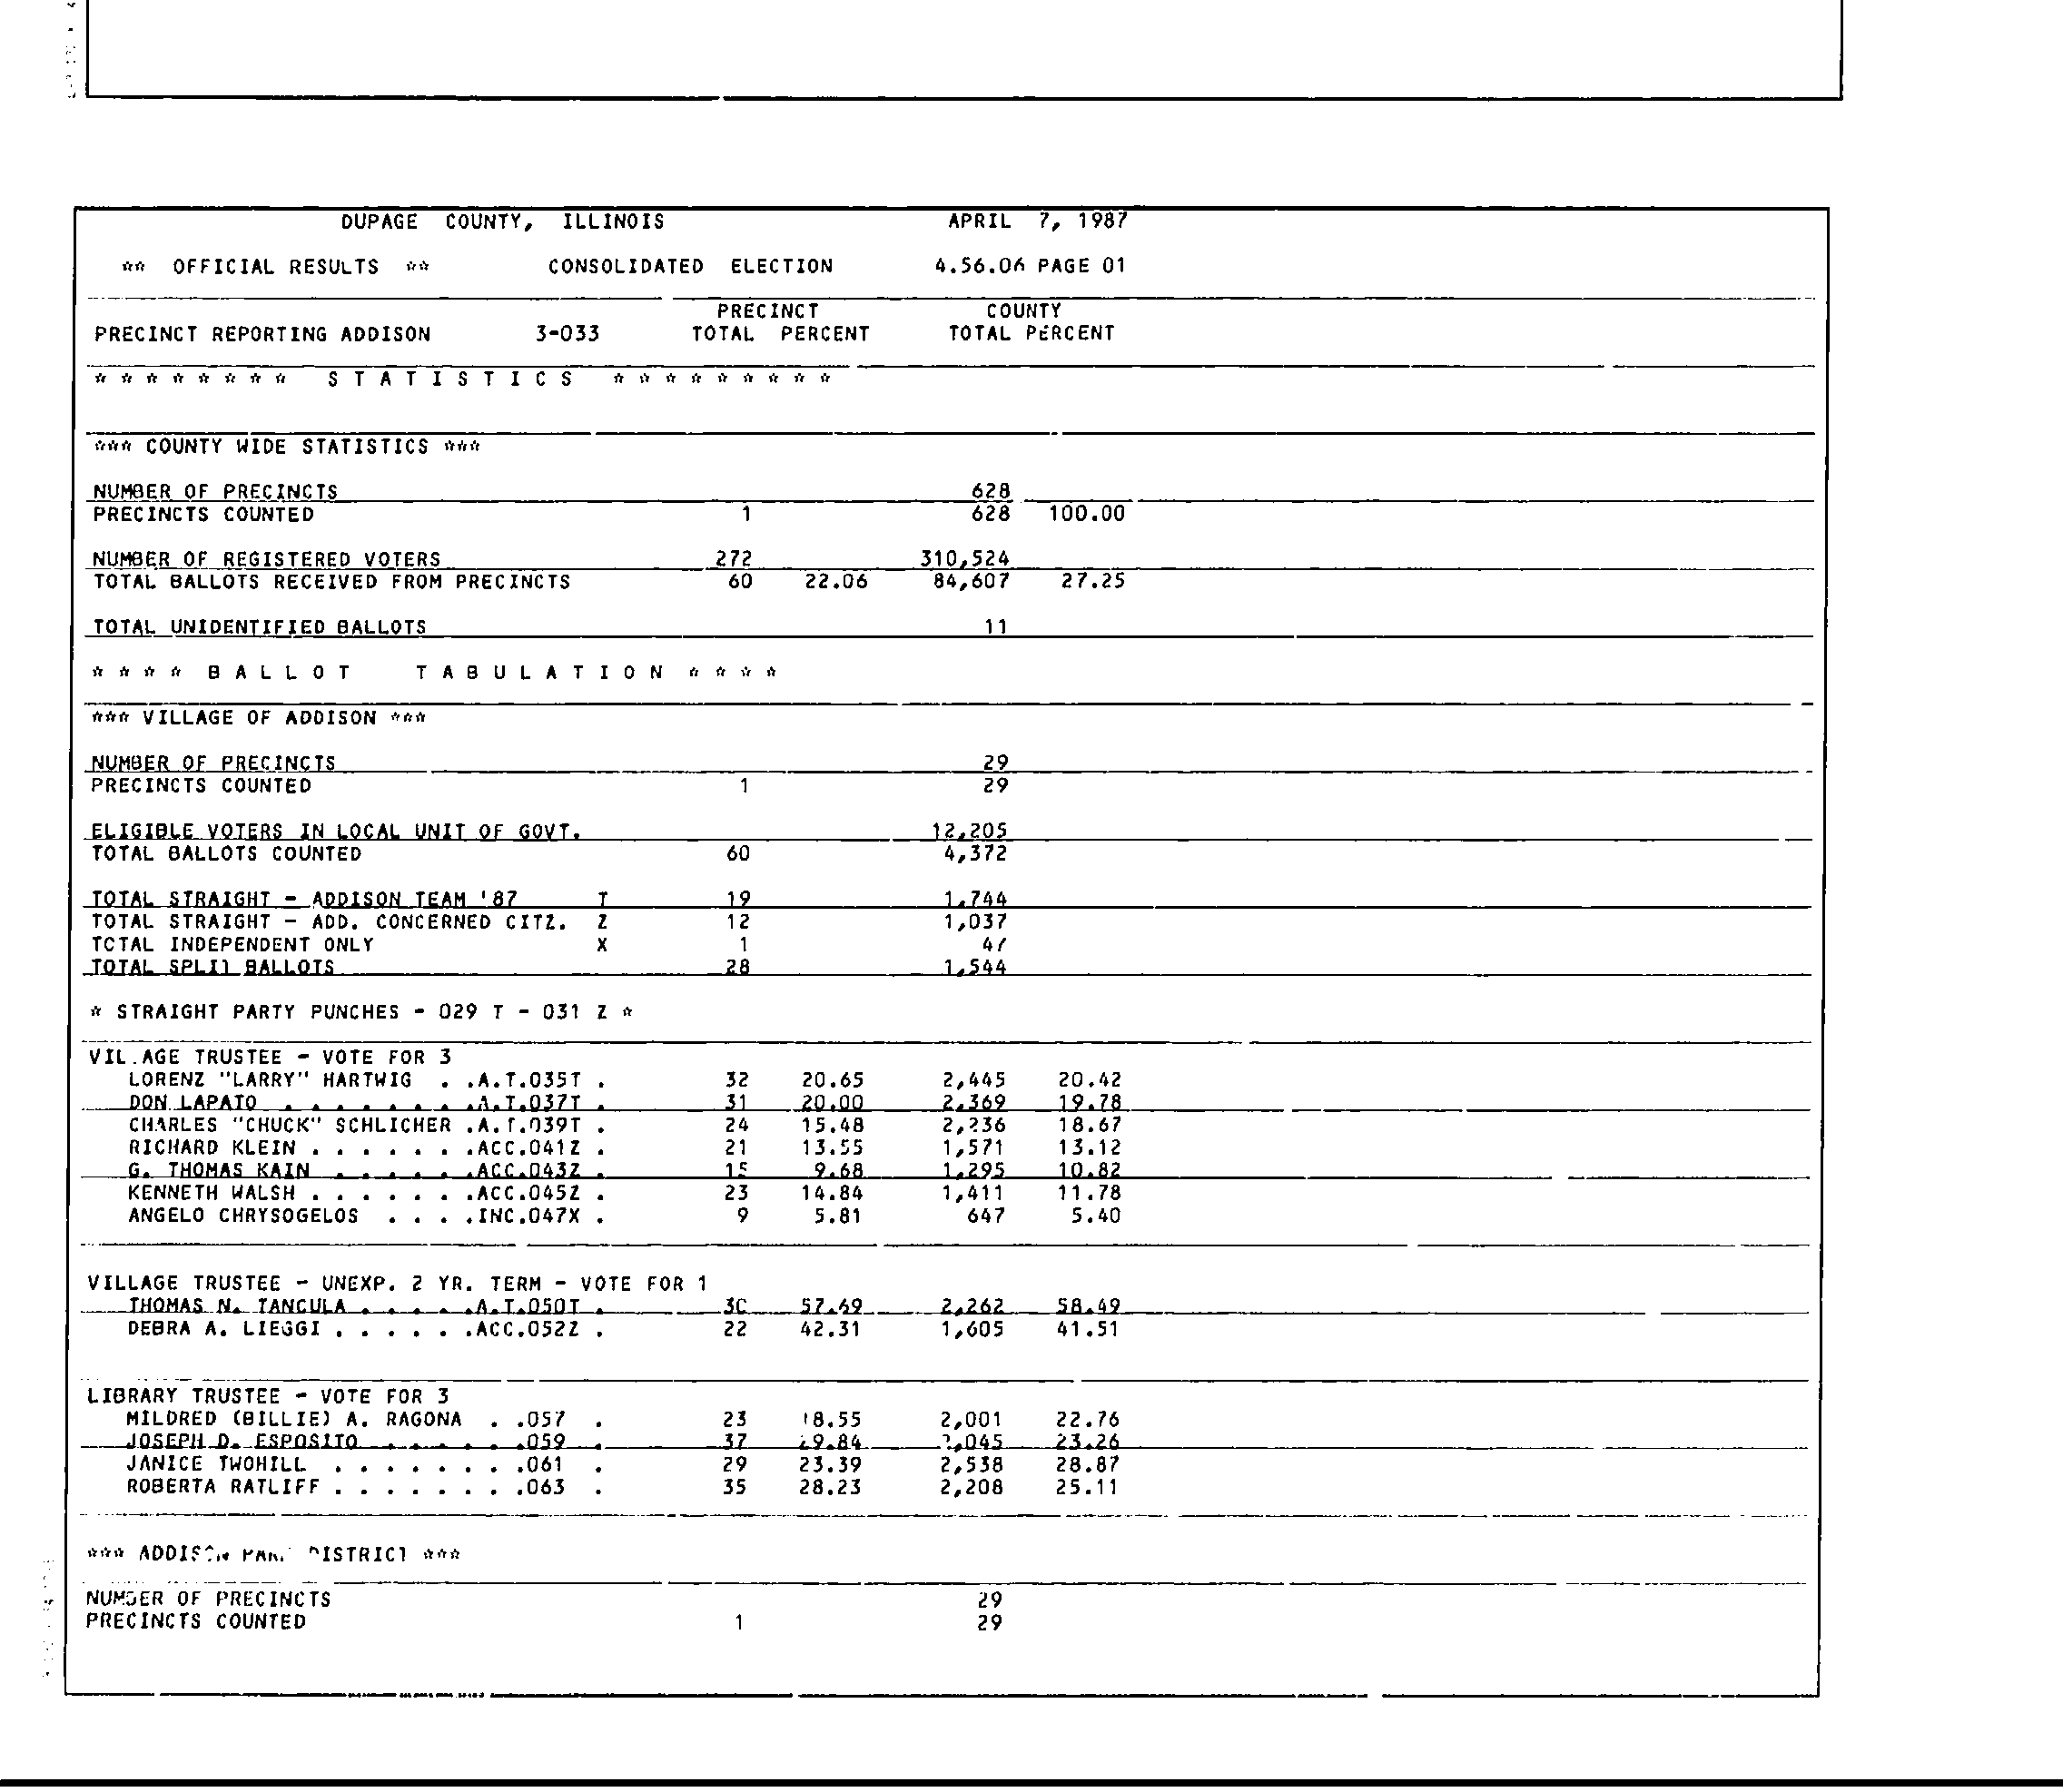 DUPAGE COUNTY, ILLINOIS APRIL 7, 1987
** OFFICIAL RESULTS ** CONSOLIDATED ELECTION 4.56.06 PAGE 01
PRECINCT COUNTY
PRECINCT REPORTING ADDISON 3-033 TOTAL PERCENT TOTAL PERCENT
* * * * * * * * S T A T I S T I C S * * * * * * * * *
*** COUNTY WIDE STATISTICS ***
NUMBER OF PRECINCTS 628
PRECINCTS COUNTED 1 628 100.00
NUMBER OF REGISTERED VOTERS 272 310,524
TOTAL BALLOTS RECEIVED FROM PRECINCTS 60 22.06 84,607 27.25
TOTAL UNIDENTIFIED BALLOTS 11
* * * * B A L L O T T A B U L A T I O N * * * *
*** VILLAGE OF ADDISON ***
NUMBER OF PRECINCTS 29
PRECINCTS COUNTED 1 29
ELIGIBLE VOTERS IN LOCAL UNIT OF GOVT. 12,205
TOTAL BALLOTS COUNTED 60 4,372
TOTAL STRAIGHT - ADDISON TEAM '87 T 19 1,744
TOTAL STRAIGHT - ADD. CONCERNED CITZ. Z 12 1,037
TOTAL INDEPENDENT ONLY X 1 47
TOTAL SPLIT BALLOTS 28 1,544
* STRAIGHT PARTY PUNCHES - 029 T - 031 Z *
VILLAGE TRUSTEE - VOTE FOR 3
LORENZ "LARRY" HARTWIG . .A.T.035T . 32 20.65 2,445 20.42
DON LAPATO . . . . . . . .A.T.037T . 31 20.00 2,369 19.78
CHARLES "CHUCK" SCHLICHER .A.T.039T . 24 15.48 2,236 18.67
RICHARD KLEIN . . . . . . .ACC.041Z . 21 13.55 1,571 13.12
G. THOMAS KAIN . . . . . .ACC.043Z . 15 9.68 1,295 10.82
KENNETH WALSH . . . . . . .ACC.045Z . 23 14.84 1,411 11.78
ANGELO CHRYSOGELOS . . . .INC.047X . 9 5.81 647 5.40
VILLAGE TRUSTEE - UNEXP. 2 YR. TERM - VOTE FOR 1
THOMAS N. TANCULA . . . . .A.T.050T . 30 57.69 2,262 58.49
DEBRA A. LIEGGI . . . . . .ACC.052Z . 22 42.31 1,605 41.51
LIBRARY TRUSTEE - VOTE FOR 3
MILDRED (BILLIE) A. RAGONA . .057 . 23 18.55 2,001 22.76
JOSEPH D. ESPOSITO . . . . . .059 . 37 29.84 2,045 23.26
JANICE TWOHILL . . . . . . . .061 . 29 23.39 2,538 28.87
ROBERTA RATLIFF . . . . . . . .063 . 35 28.23 2,208 25.11
*** ADDISON PARK DISTRICT ***
NUMBER OF PRECINCTS 29
PRECINCTS COUNTED 1 29